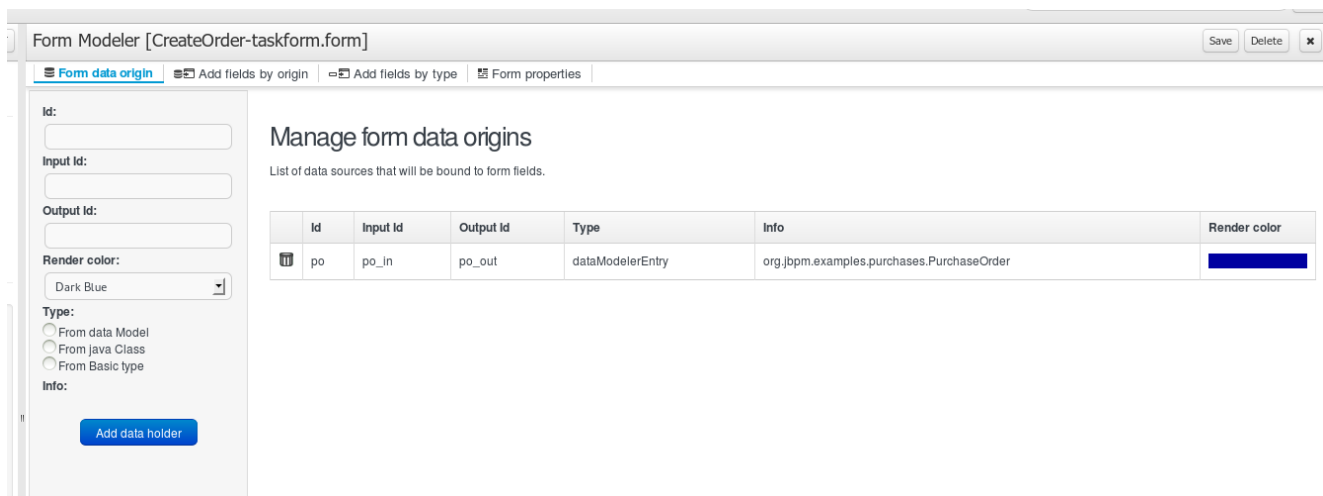 Form Modeler [CreateOrder-taskform.form]
Save Delete
Form data origin Add fields by origin Add fields by type Form properties
Id:
Input Id:
Output Id:
Render color:
Dark Blue
Type:
From data Model
From java Class
From Basic type
Info:
Add data holder
Manage form data origins
List of data sources that will be bound to form fields.
Id Input Id Output Id Type Info Render color
po po_in po_out dataModelerEntry org.jbpm.examples.purchases.PurchaseOrder